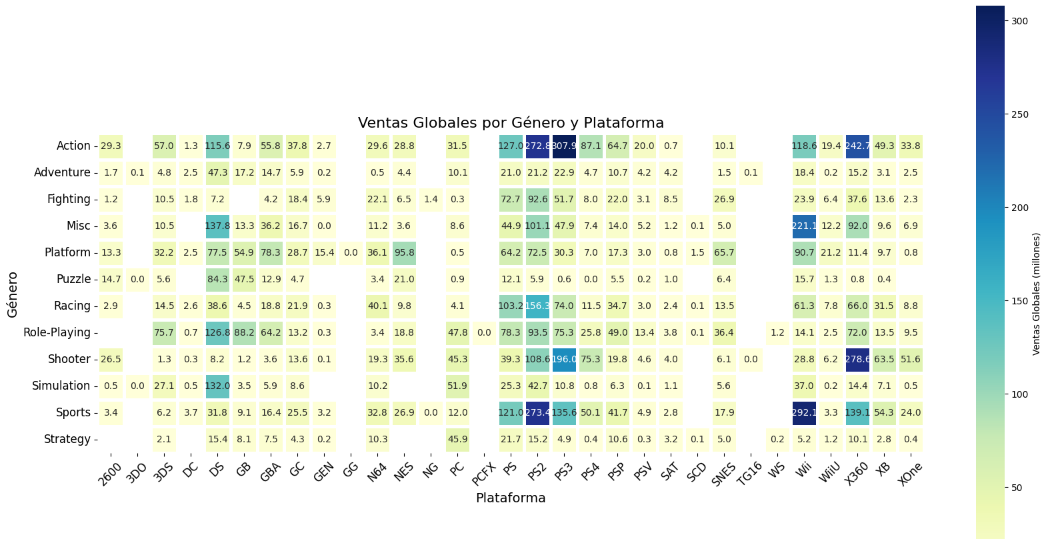 Ventas Globales por Género y Plataforma
Género
Action 29.3 57.0 1.3 115.6 7.9 55.8 37.8 2.7 29.6 28.8 31.5 127.0 272.8 307.9 87.1 64.7 20.0 0.7 10.1 118.6 19.4 242.7 49.3 33.8
Adventure 1.7 0.1 4.8 2.5 47.3 17.2 14.7 5.9 0.2 0.5 4.4 10.1 21.0 21.2 22.9 4.7 10.7 4.2 4.2 1.5 0.1 18.4 0.2 15.2 3.1 2.5
Fighting 1.2 10.5 1.8 7.2 4.2 18.4 5.9 22.1 6.5 1.4 0.3 72.7 92.6 51.7 8.0 22.0 3.1 8.5 26.9 23.9 6.4 37.6 13.6 2.3
Misc 3.6 10.5 137.8 13.3 36.2 16.7 0.0 11.2 3.6 8.6 44.9 101.1 47.9 7.4 14.0 5.2 1.2 0.1 5.0 221.1 12.2 92.0 9.6 6.9
Platform 13.3 32.2 2.6 77.5 54.9 78.3 28.7 15.4 36.1 95.8 0.5 64.2 72.5 30.3 7.3 17.3 3.0 0.8 1.5 65.7 90.7 21.2 11.4 9.7 0.8
Puzzle 14.7 0.0 5.6 84.3 47.5 12.9 4.7 4.4 21.0 0.9 12.1 5.9 0.6 0.0 5.5 0.2 1.0 6.4 15.7 1.3 0.8 0.4
Racing 2.9 14.5 2.6 38.6 4.5 18.8 21.9 0.3 40.1 9.8 4.1 103.2 156.3 74.0 11.5 34.7 3.0 2.4 0.1 13.5 61.3 7.8 66.0 31.5 8.8
Role-Playing 75.7 0.7 126.8 88.2 64.2 13.2 0.3 3.4 18.8 47.8 0.0 78.3 93.5 75.3 25.8 49.0 13.4 3.8 0.1 36.4 1.2 14.1 2.5 72.0 13.5 9.5
Shooter 26.5 1.3 0.3 8.2 1.2 3.6 13.6 0.1 19.3 35.6 45.3 39.3 108.6 196.0 75.3 19.8 4.6 4.0 6.1 0.0 28.8 6.2 278.6 63.5 51.6
Simulation 0.5 0.0 27.1 0.5 132.0 3.5 5.9 8.6 10.2 51.9 25.3 42.7 10.8 0.8 6.3 0.1 1.1 5.6 37.0 0.2 14.4 7.1 0.5
Sports 3.4 6.2 3.7 31.8 9.1 16.4 25.5 3.2 32.8 26.9 0.0 12.0 121.0 273.4 135.6 50.1 41.7 4.9 2.8 17.9 292.1 3.3 139.1 54.3 24.0
Strategy 2.1 15.4 8.1 7.5 4.3 0.2 10.3 45.9 21.7 15.2 4.9 0.4 10.6 0.3 3.2 0.1 5.0 0.2 5.2 1.2 10.1 2.8 0.4
2600 3DO 3DS DC DS GB GBA GC GEN GG N64 NES NG PC PCFX PS PS2 PS3 PS4 PSP PSV SAT SCD SNES TG16 WS Wii WiiU X360 XB XOne
Plataforma
300
250
200
150
100
50
Ventas Globales (millones)